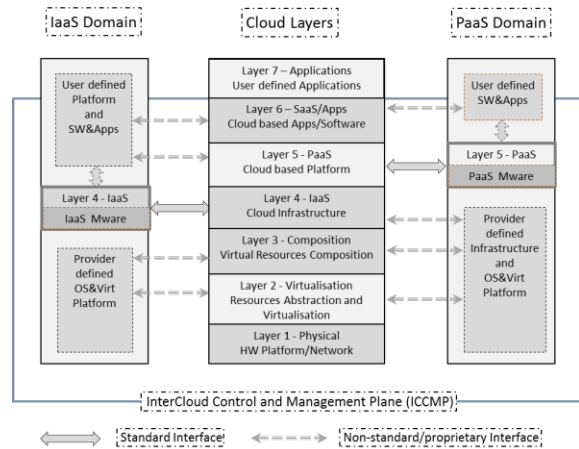 IaaS Domain
Cloud Layers
PaaS Domain
User defined
Platform
and
SW&Apps
Layer 4 - IaaS
IaaS Mware
Provider
defined
OS&Virt
Platform
Layer 7 – Applications
User defined Applications
Layer 6 – SaaS/Apps
Cloud based Apps/Software
Layer 5 - PaaS
Cloud based Platform
Layer 4 - IaaS
Cloud Infrastructure
Layer 3 - Composition
Virtual Resources Composition
Layer 2 - Virtualisation
Resources Abstraction and
Virtualisation
Layer 1 - Physical
HW Platform/Network
User defined
SW&Apps
Layer 5 - PaaS
PaaS Mware
Provider
defined
Infrastructure
and
OS&Virt
Platform
InterCloud Control and Management Plane (ICCMP)
Standard Interface
Non-standard/proprietary Interface